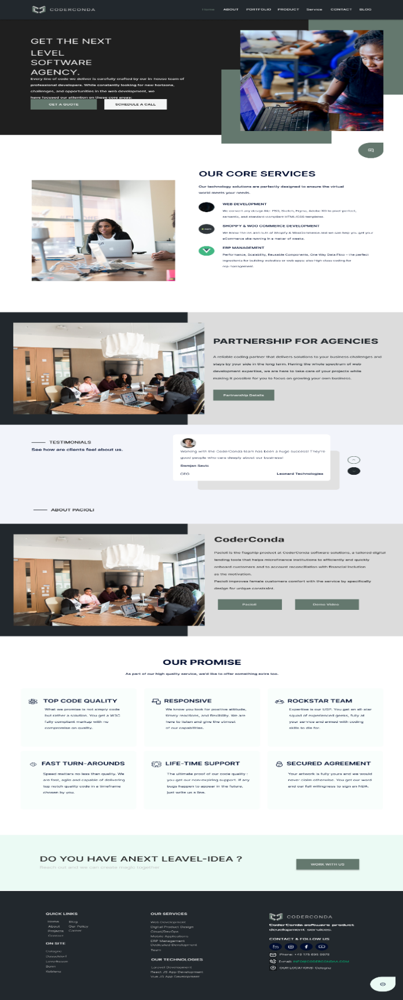 CODERCONDA
Home ABOUT PORTFOLIO PRODUCT Service CONTACT BLOG
GET THE NEXT
LEVEL
SOFTWARE
AGENCY.
Every line of code we deliver is carefully crafted by our in-house team of
professional developers. While constantly looking for new horizons,
challenges, and opportunities in the web development, we
have focused our attention on these core areas:
GET A QUOTE
SCHEDULE A CALL
OUR CORE SERVICES
Our technology solutions are perfectly designed to ensure the virtual
world meets your needs.
WEB DEVELOPMENT
We convert any design file: PSD, Sketch, Figma, Adobe XD to pixel-perfect,
semantic, and standard-compliant HTML/CSS templates.
SHOPIFY & WOO COMMERCE DEVELOPMENT
We know the ins and outs of Shopify & WooCommerce and we can help you get your
eCommerce site running in a matter of weeks.
ERP MANAGEMENT
Performance, Scalability, Reusable Components, One Way Data Flow – the perfect
ingredients for building websites or web apps; also high class coding for
erp management.
PARTNERSHIP FOR AGENCIES
A reliable coding partner that delivers solutions to your business challenges and
stays by your side in the long term. Having the whole spectrum of web
development expertise, we are here to take care of your projects while
making it possible for you to focus on growing your own business.
Partnership Details
TESTIMONIALS
See how are clients feel about us.
Working with the CoderConda team has been a huge success! They're
good people who care deeply about our business!
Damjan Sevic
CEO
Leonard Technologies
ABOUT PACIOLI
CoderConda
Pacioli is the flagship product at CoderConda software solutions, a tailored digital
lending tools that helps microfinance institutions to efficiently and quickly
onboard customers and to account reconciliation with financial inclution
as the motivation.
Pacioli improves female customers comfort with the service by specifically
design for unique constraint.
Pacioli
Demo Video
OUR PROMISE
As part of our high quality service, we'd like to offer something extra too.
TOP CODE QUALITY
What we promise is not simply code
but rather a solution. You get a W3C
fully compliant markup with no
compromise on quality.
RESPONSIVE
We know you look for positive attitude,
timely reactions, and flexibility. We are
here to listen and give the utmost
of our capabilities.
ROCKSTAR TEAM
Expertise is our USP. You get an all-star
squad of experienced geeks, fully at
your service and armed with coding
skills to die for.
FAST TURN-AROUNDS
Speed matters no less than quality. We
are fast, agile and capable of delivering
top notch quality code in a timeframe
chosen by you.
LIFE-TIME SUPPORT
The ultimate proof of our code quality :
you get our non-expiring support. If any
bugs happen to appear in the future,
just write us a line.
SECURED AGREEMENT
Your artwork is fully yours and we would
never claim otherwise. You get our word
and our full willingness to sign an NDA.
DO YOU HAVE ANEXT LEAVEL-IDEA ?
Reach out and we can create magic together
WORK WITH US
QUICK LINKS
Home Blog
About Our Policy
Projects Career
Contact
ON SITE
Cologne
Dusseldorf
Leverkusen
Bonn
Koblenz
OUR SERVICES
Web Development
Digital Product Design
Cloud/DevOps
Mobile Applications
ERP Management
Dedicated Development
Team
OUR TECHNOLOGIES
Laravel Development
React JS App Development
Vue JS App Development
CODERCONDA
CoderConda software product
development services.
CONTACT & FOLLOW US
Phone: +49 175 695 0979
E-mail: INFO@CODERCONDAA.COM
OUR LOCATIONS: Cologne